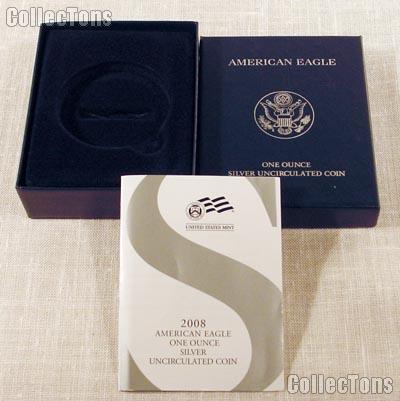 CollecTons
AMERICAN EAGLE
ONE OUNCE
SILVER UNCIRCULATED COIN
UNITED STATES MINT
2008
AMERICAN EAGLE
ONE OUNCE
SILVER
UNCIRCULATED COIN
CollecTons